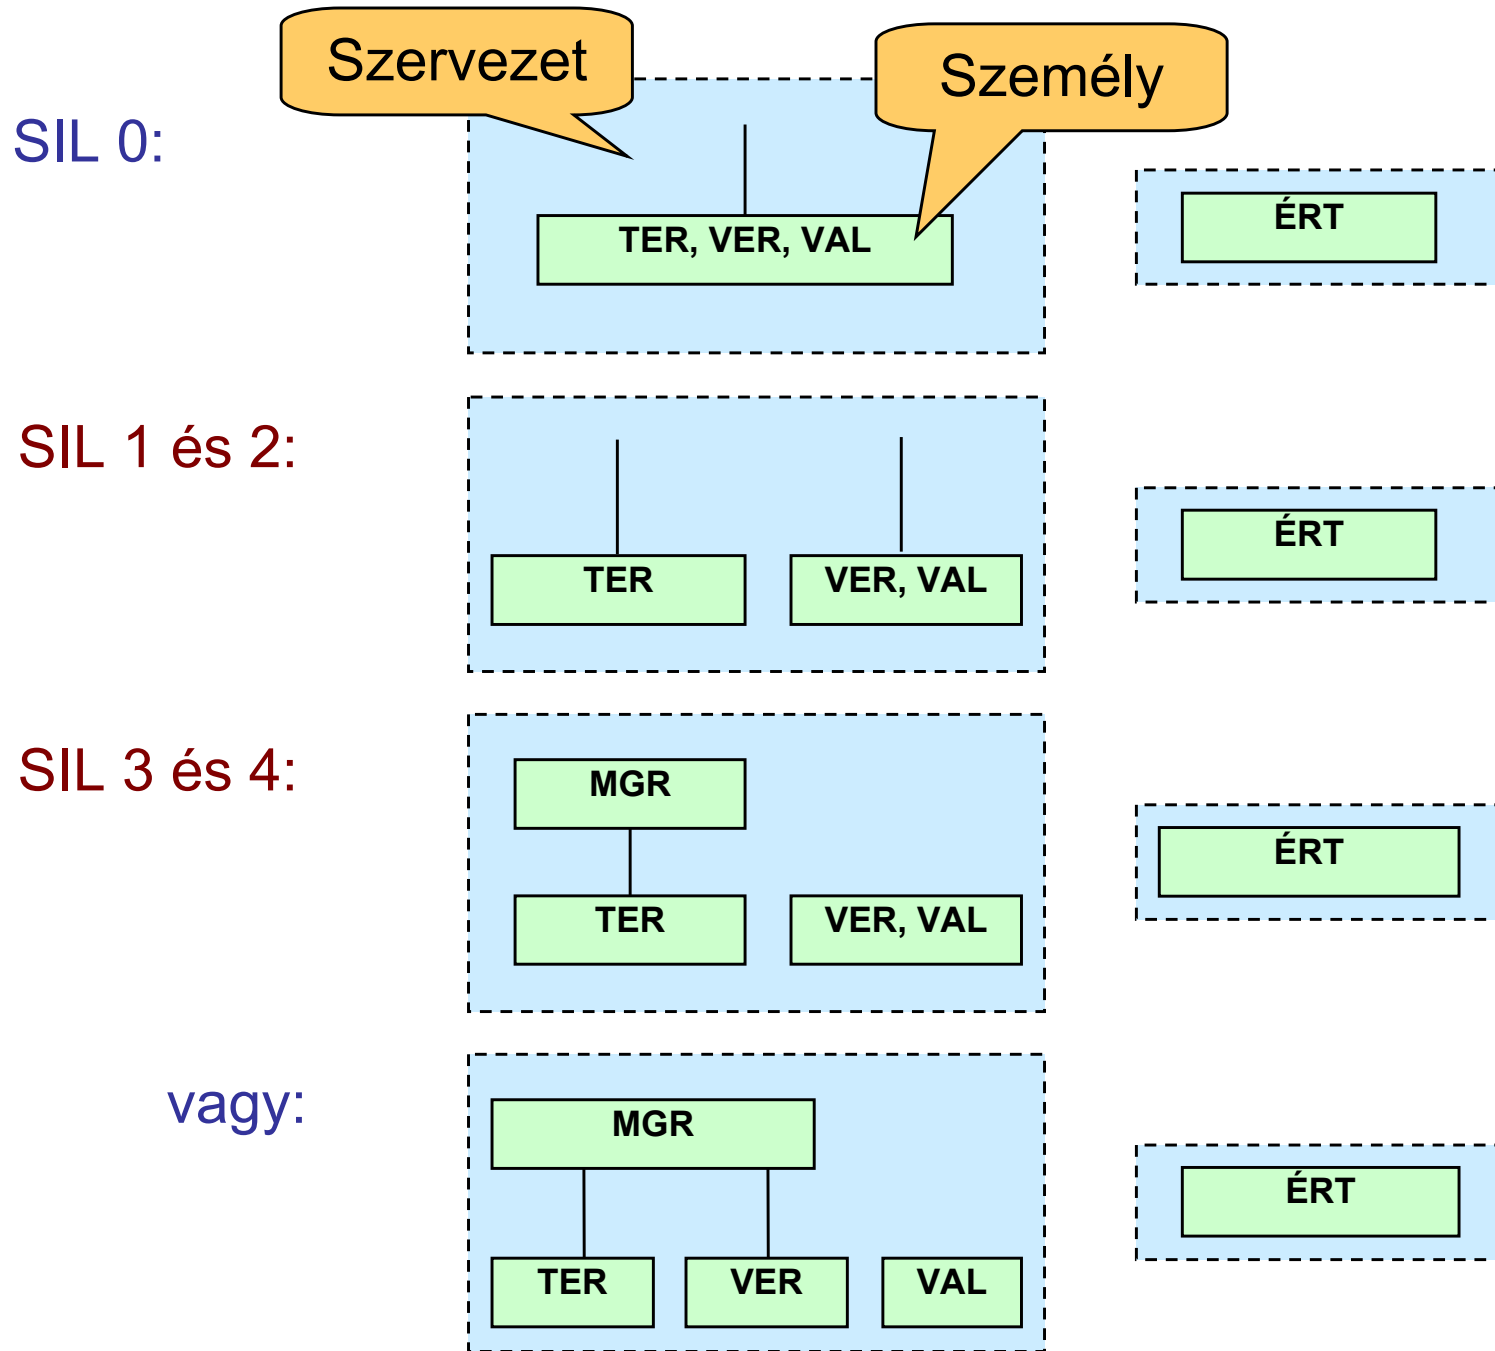 Szervezet
Személy
SIL 0:
TER, VER, VAL
ÉRT
SIL 1 és 2:
TER
VER, VAL
ÉRT
SIL 3 és 4:
MGR
TER
VER, VAL
ÉRT
vagy:
MGR
TER
VER
VAL
ÉRT